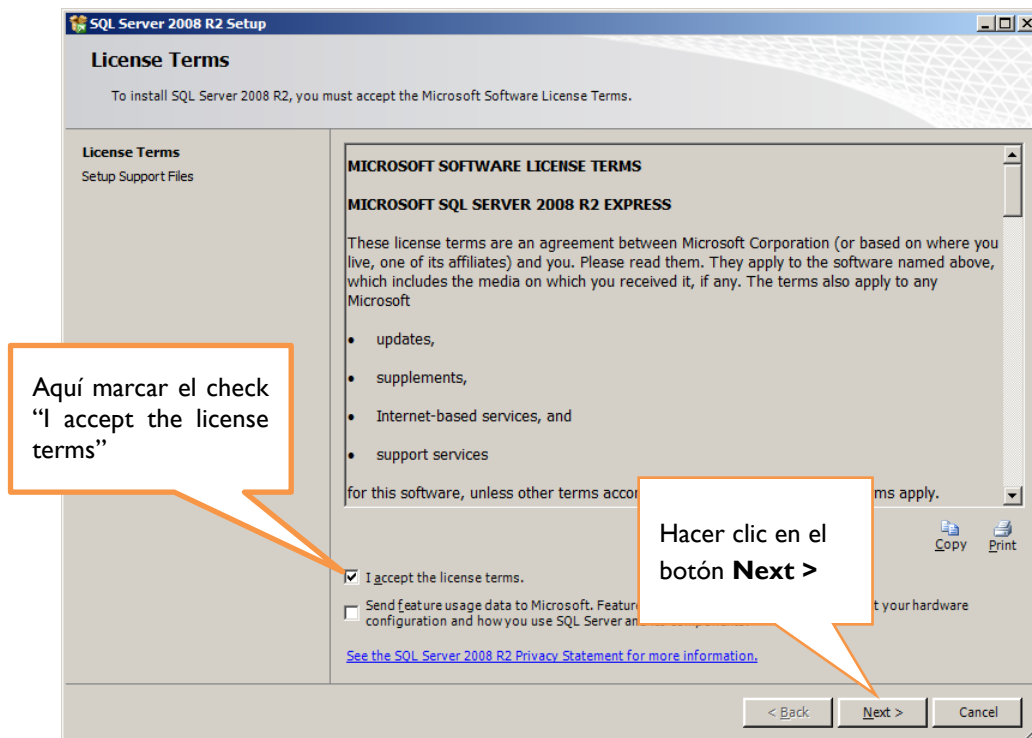 SQL Server 2008 R2 Setup
License Terms
To install SQL Server 2008 R2, you must accept the Microsoft Software License Terms.
License Terms
Setup Support Files
MICROSOFT SOFTWARE LICENSE TERMS
MICROSOFT SQL SERVER 2008 R2 EXPRESS
These license terms are an agreement between Microsoft Corporation (or based on where you
live, one of its affiliates) and you. Please read them. They apply to the software named above,
which includes the media on which you received it, if any. The terms also apply to any
Microsoft
• updates,
• supplements,
• Internet-based services, and
• support services
for this software, unless other terms apply.
Aquí marcar el check
“I accept the license
terms”
Hacer clic en el
botón Next >
Copy Print
I accept the license terms.
Send feature usage data to Microsoft. your hardware
configuration and how you use SQL Server
See the SQL Server 2008 R2 Privacy Statement for more information.
< Back Next > Cancel